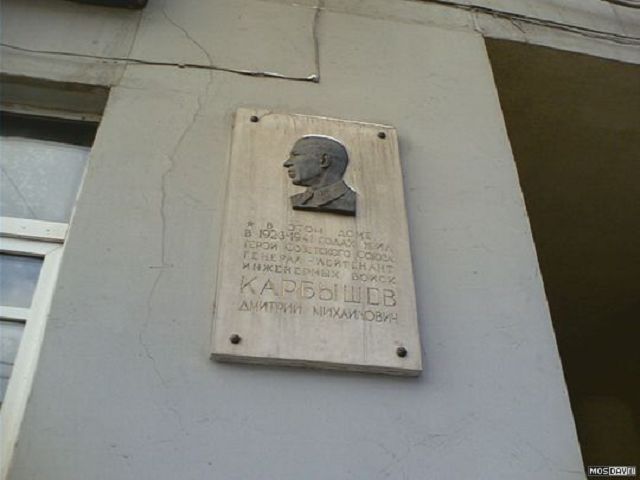 ★ В ЭТОМ ДОМЕ
В 1923-1941 ГОДАХ ЖИЛ
ГЕРОЙ СОВЕТСКОГО СОЮЗА
ГЕНЕРАЛ-ЛЕЙТЕНАНТ
ИНЖЕНЕРНЫХ ВОЙСК
КАРБЫШЕВ
ДМИТРИЙ МИХАЙЛОВИЧ